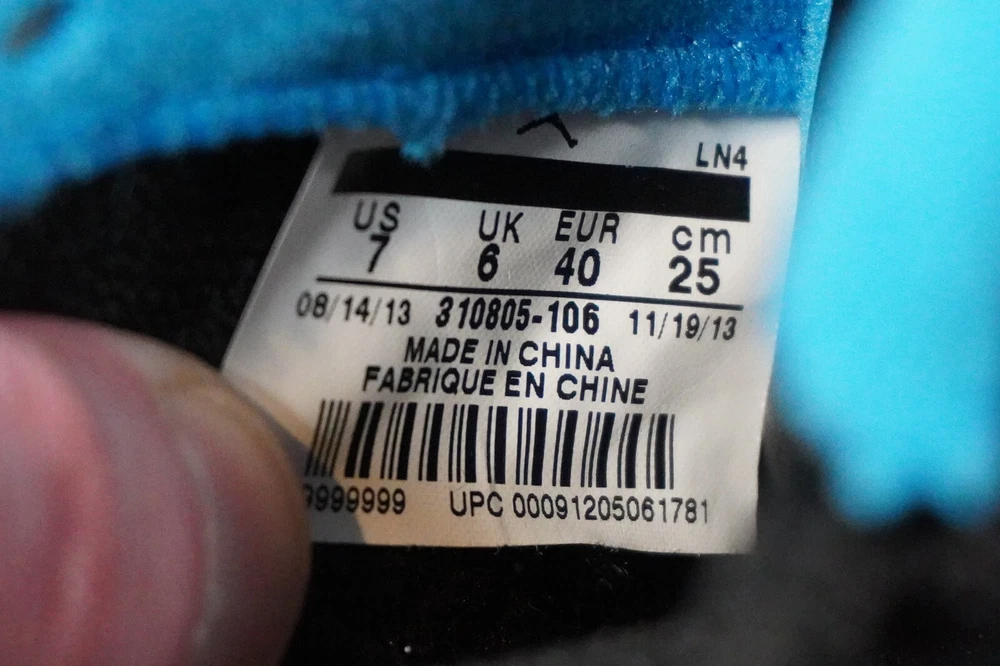 LN4
US UK EUR cm
7 6 40 25
08/14/13 310805-106 11/19/13
MADE IN CHINA
FABRIQUE EN CHINE
9999999 UPC 00091205061781